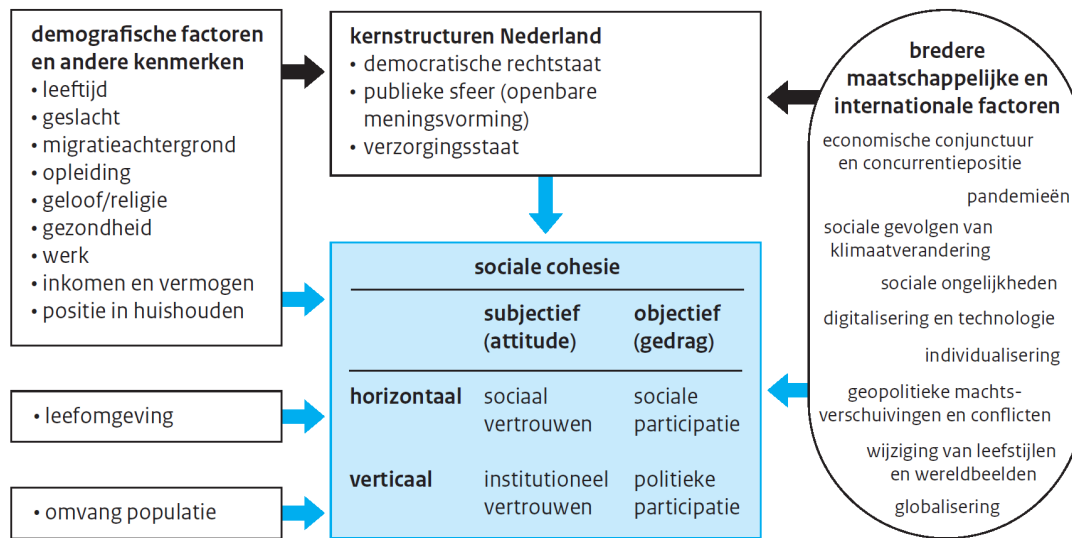 demografische factoren
en andere kenmerken
• leeftijd
• geslacht
• migratieachtergrond
• opleiding
• geloof/religie
• gezondheid
• werk
• inkomen en vermogen
• positie in huishouden
• leefomgeving
• omvang populatie
kernstructuren Nederland
• democratische rechtstaat
• publieke sfeer (openbare
meningsvorming)
• verzorgingsstaat
sociale cohesie
subjectief objectief
(attitude) (gedrag)
horizontaal sociaal sociale
vertrouwen participatie
verticaal institutioneel politieke
vertrouwen participatie
bredere
maatschappelijke en
internationale factoren
economische conjunctuur
en concurrentiepositie
pandemieën
sociale gevolgen van
klimaatverandering
sociale ongelijkheden
digitalisering en technologie
individualisering
geopolitieke machts-
verschuivingen en conflicten
wijziging van leefstijlen
en wereldbeelden
globalisering